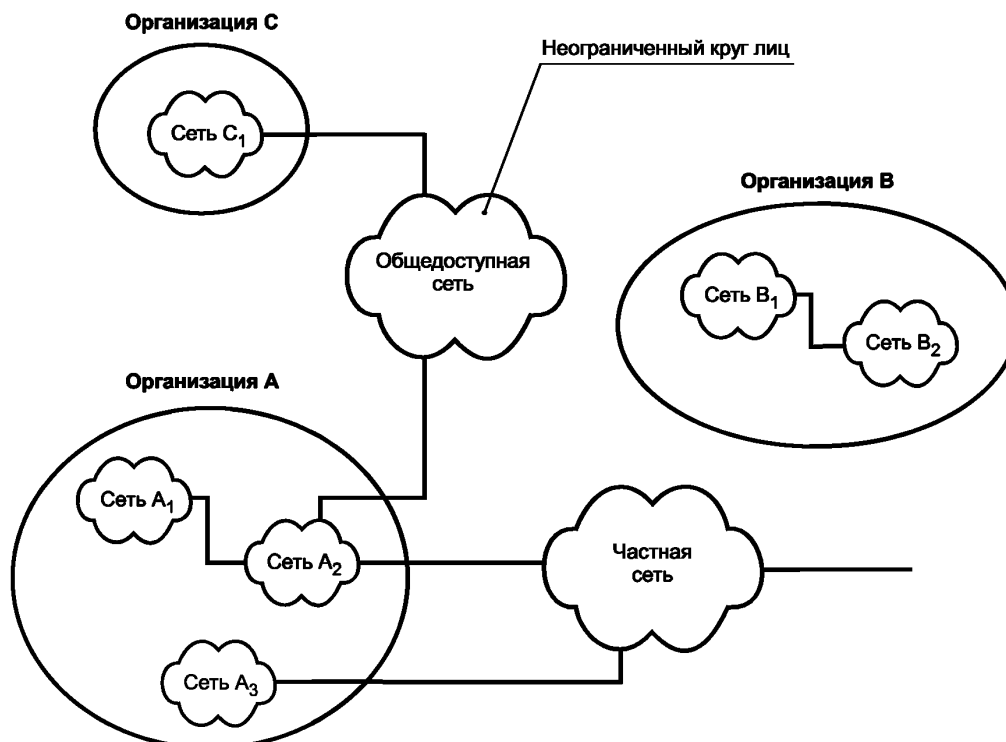 Организация С
Неограниченный круг лиц
Сеть С1
Организация В
Общедоступная
сеть
Сеть В1
Сеть В2
Организация А
Сеть А1
Сеть А2
Частная
сеть
Сеть А3